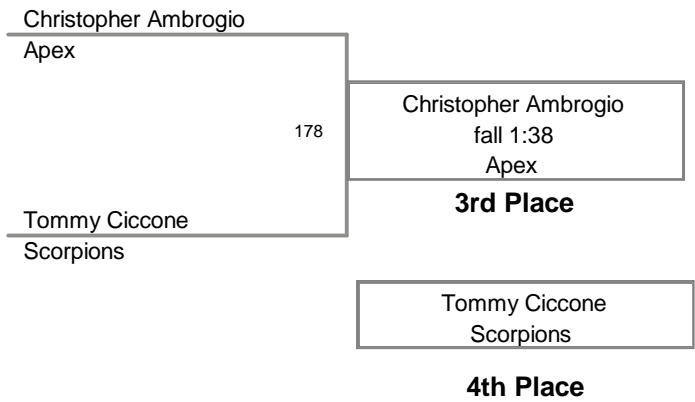 Christopher Ambrogio
Apex
178
Christopher Ambrogio
fall 1:38
Apex
3rd Place
Tommy Ciccone
Scorpions
Tommy Ciccone
Scorpions
4th Place